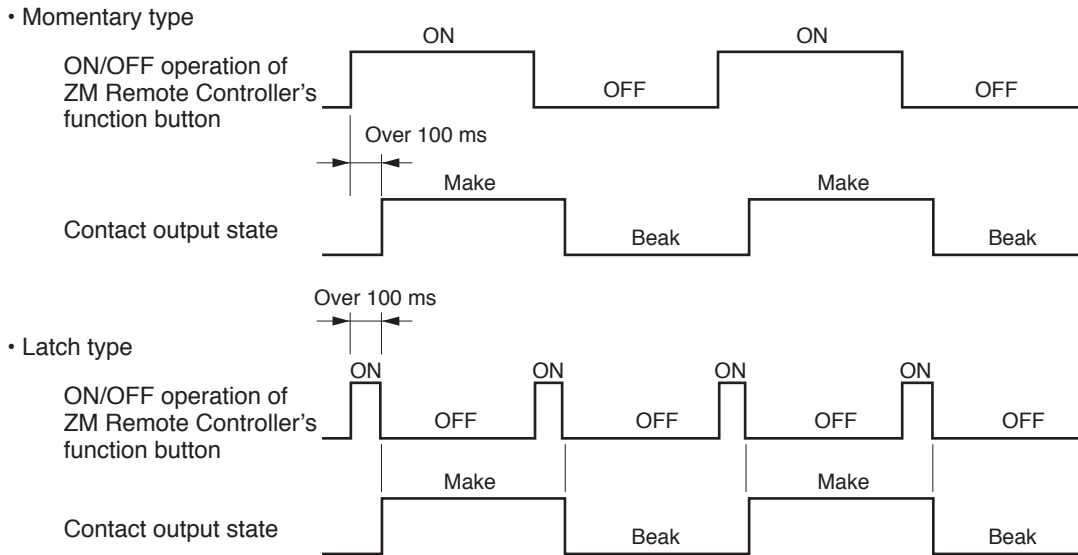 • Momentary type
ON
ON
ON/OFF operation of
ZM Remote Controller's
function button
OFF
OFF
Over 100 ms
Make
Make
Contact output state
Beak
Beak
Over 100 ms
• Latch type
ON
ON
ON
ON
ON/OFF operation of
ZM Remote Controller's
function button
OFF
OFF
OFF
OFF
Make
Make
Contact output state
Beak
Beak